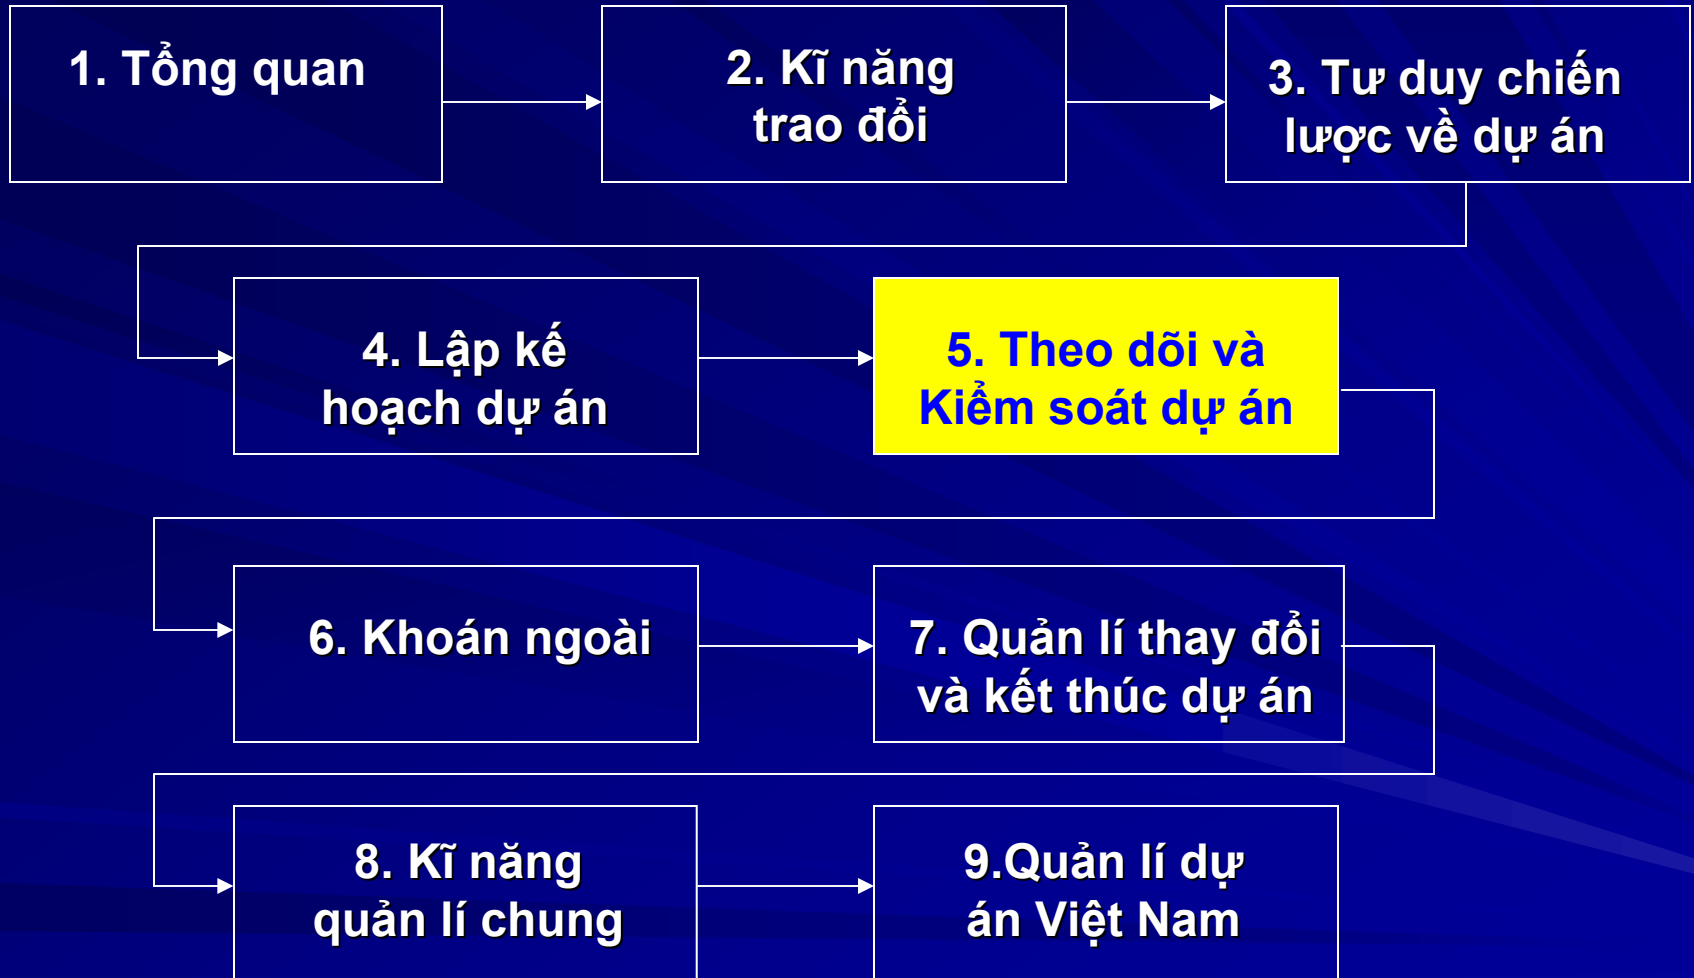 1. Tổng quan
2. Kĩ năng
trao đổi
3. Tư duy chiến
lược về dự án
4. Lập kế
hoạch dự án
5. Theo dõi và
Kiểm soát dự án
6. Khoán ngoài
7. Quản lí thay đổi
và kết thúc dự án
8. Kĩ năng
quản lí chung
9.Quản lí dự
án Việt Nam